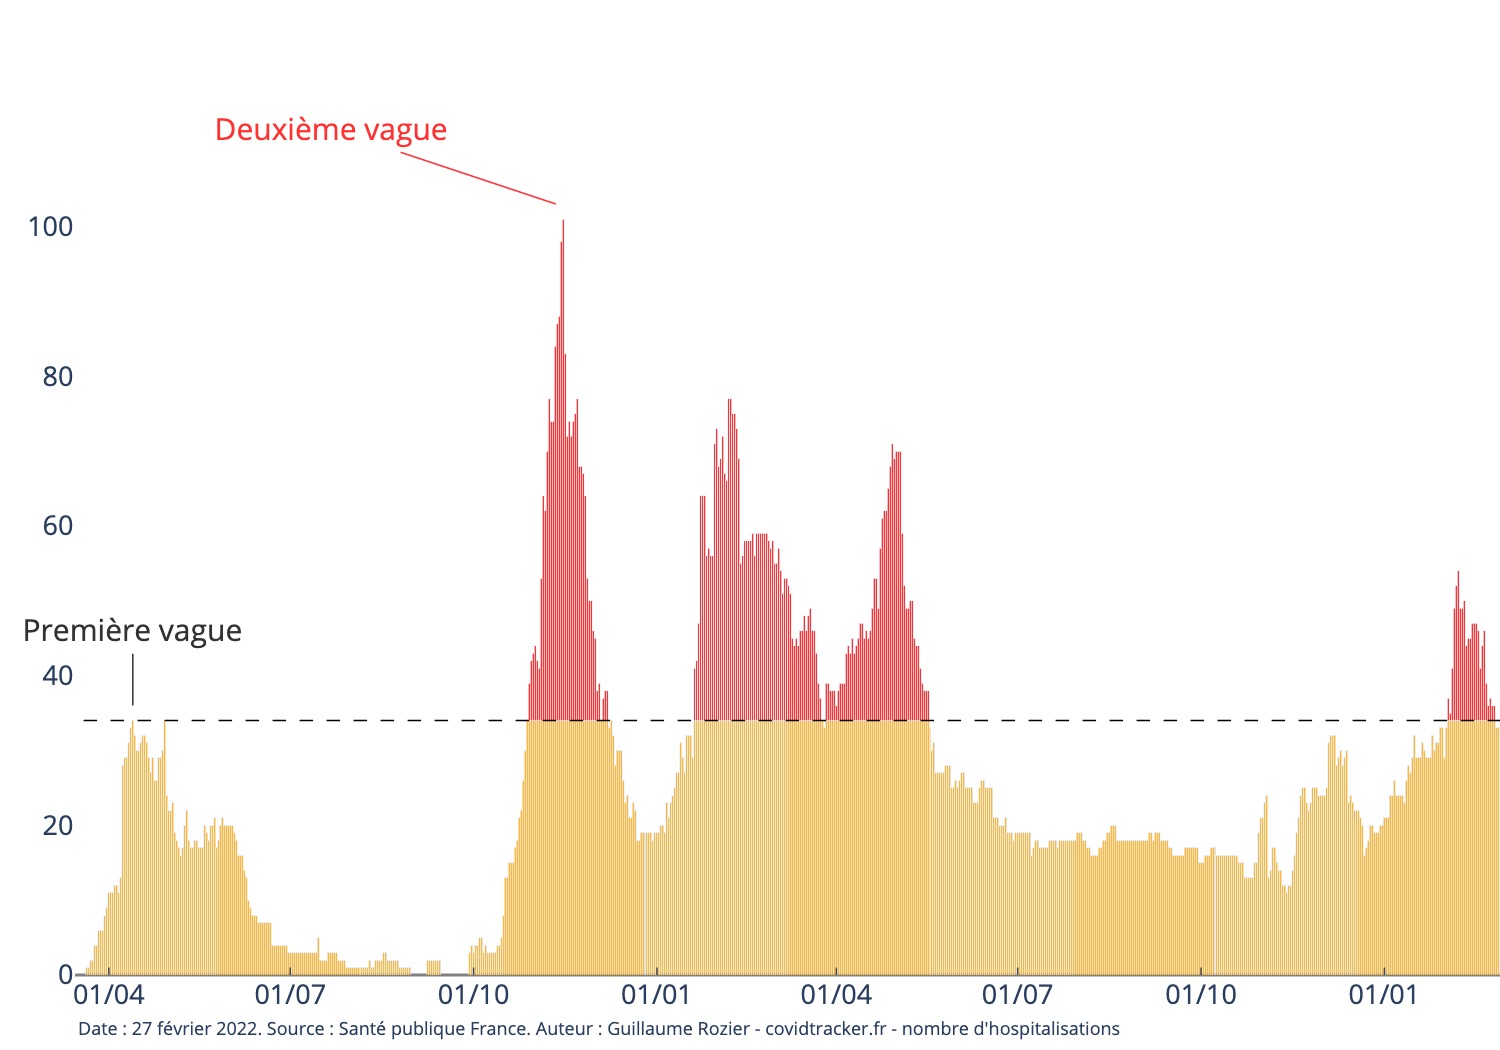 Deuxième vague
100
80
60
Première vague
40
20
0
01/04 01/07 01/10 01/01 01/04 01/07 01/10 01/01
Date : 27 février 2022. Source : Santé publique France. Auteur : Guillaume Rozier - covidtracker.fr - nombre d'hospitalisations